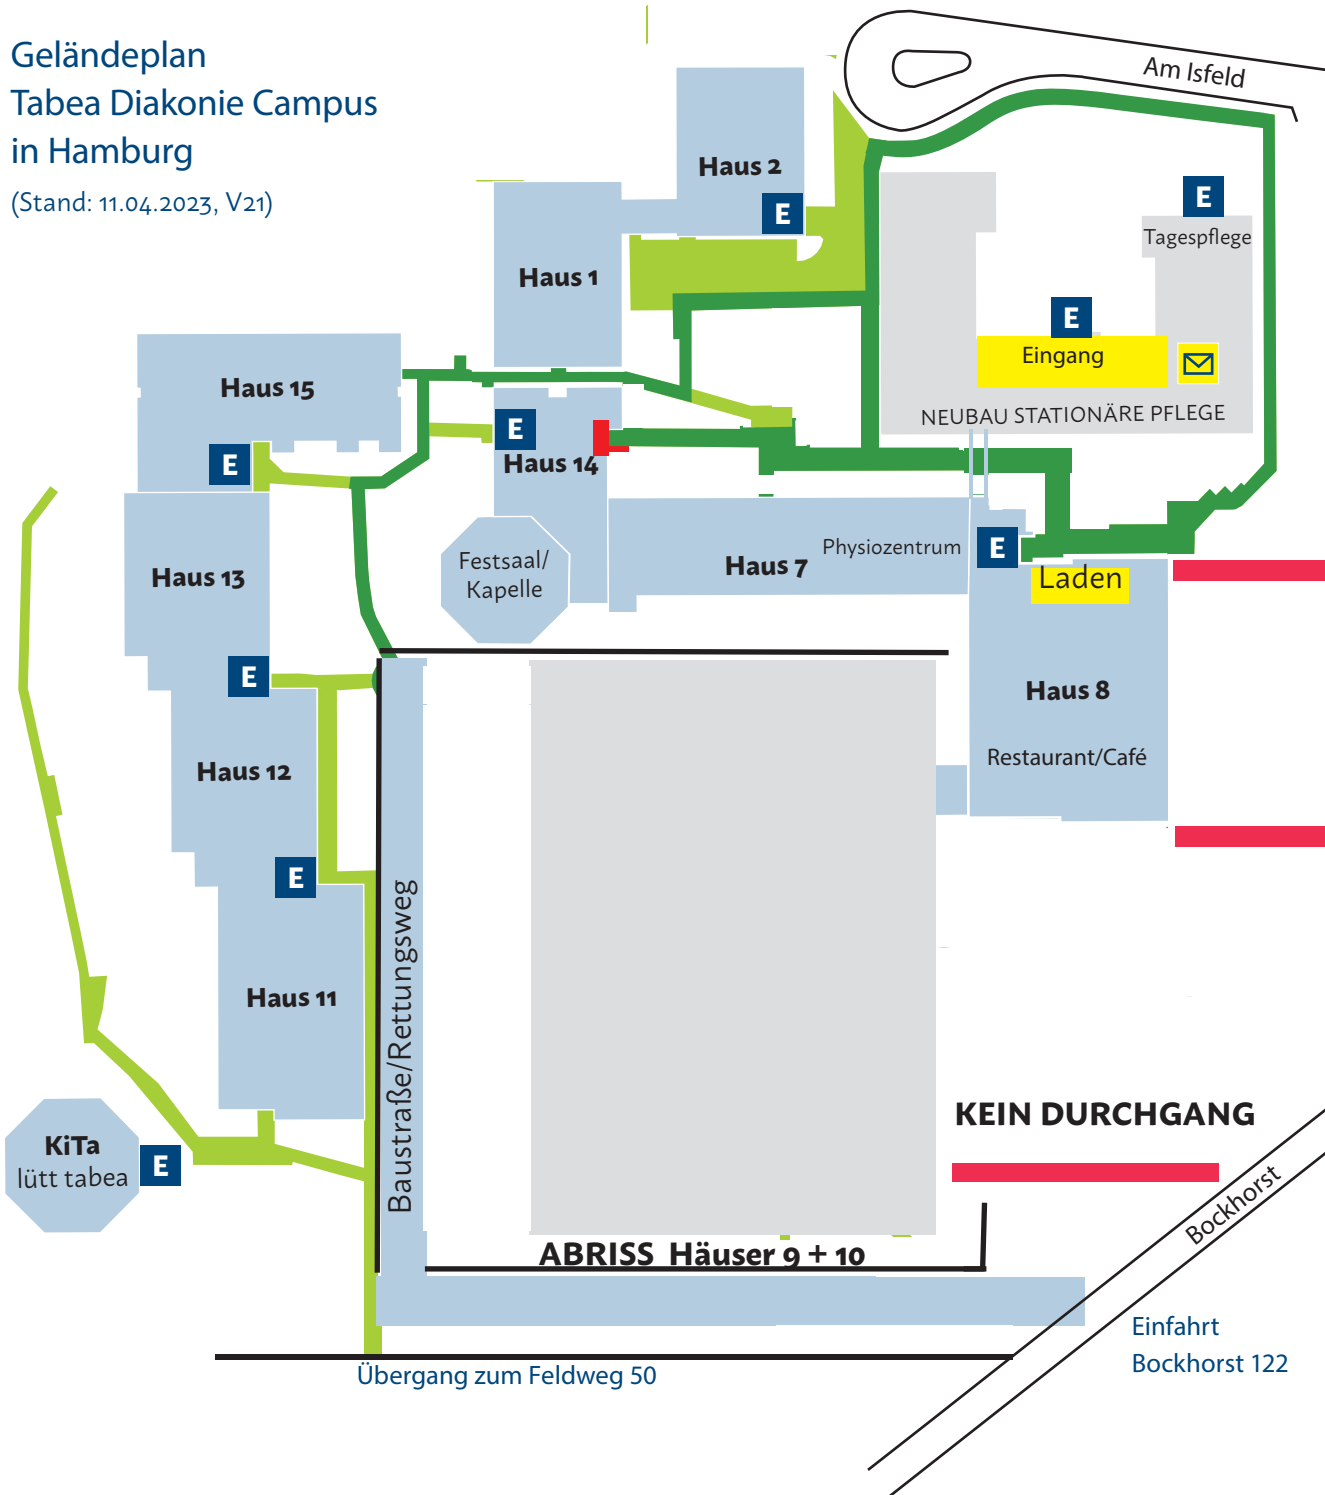 Geländeplan
Tabea Diakonie Campus
in Hamburg
(Stand: 11.04.2023, V21)
Am Isfeld
Haus 2
E
E
Tagespflege
Haus 1
E
Eingang
Haus 15
NEUBAU STATIONÄRE PFLEGE
E
E
Haus 14
Festsaal/
Kapelle
Haus 7
Physiozentrum
E
Laden
Haus 13
E
Haus 8
Haus 12
Restaurant/Café
E
Haus 11
Baustraße/Rettungsweg
KEIN DURCHGANG
KiTa
lütt tabea
E
Bockhorst
ABRISS Häuser 9 + 10
Einfahrt
Bockhorst 122
Übergang zum Feldweg 50